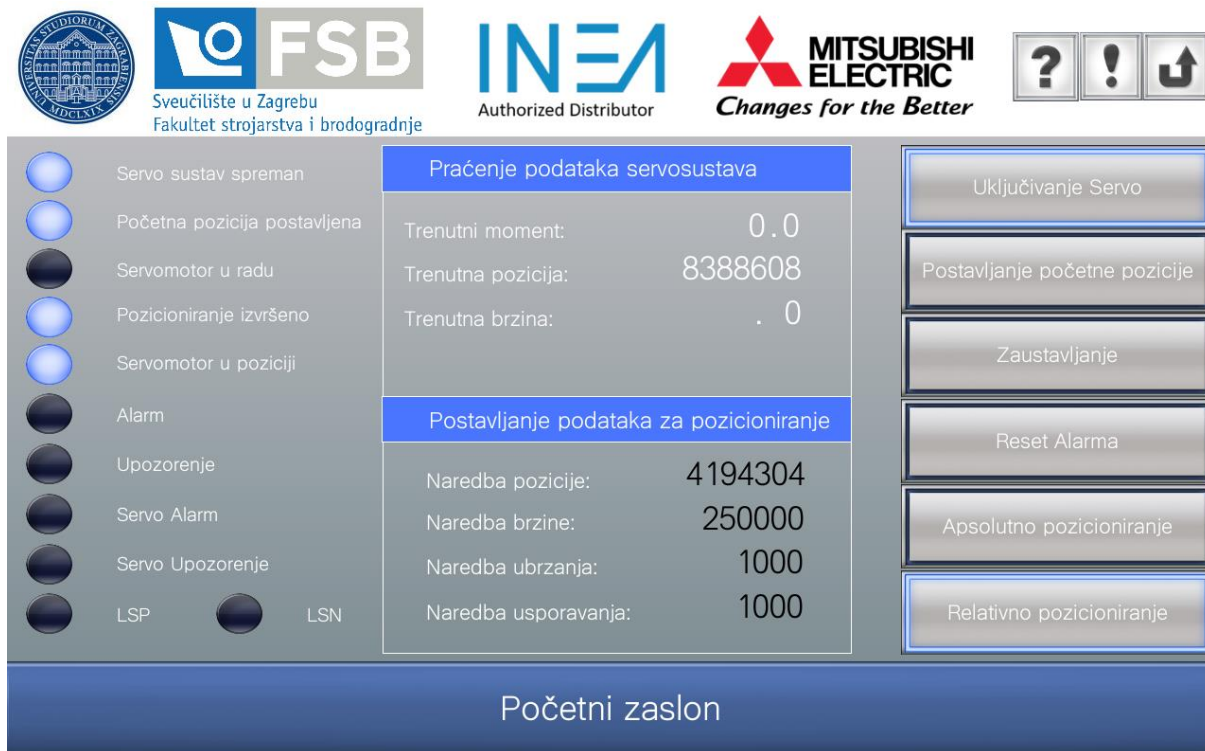 STUDIORUM ZAGRABIENSIS
UNIVERSITAS
MDCLXIX
FSB
Sveučilište u Zagrebu
Fakultet strojarstva i brodogradnje
INEA
Authorized Distributor
MITSUBISHI
ELECTRIC
Changes for the Better
?
!
Servo sustav spreman
Početna pozicija postavljena
Servomotor u radu
Pozicioniranje izvršeno
Servomotor u poziciji
Alarm
Upozorenje
Servo Alarm
Servo Upozorenje
LSP LSN
Praćenje podataka servosustava
Trenutni moment: 0.0
Trenutna pozicija: 8388608
Trenutna brzina: . 0
Postavljanje podataka za pozicioniranje
Naredba pozicije: 4194304
Naredba brzine: 250000
Naredba ubrzanja: 1000
Naredba usporavanja: 1000
Uključivanje Servo
Postavljanje početne pozicije
Zaustavljanje
Reset Alarma
Apsolutno pozicioniranje
Relativno pozicioniranje
Početni zaslon